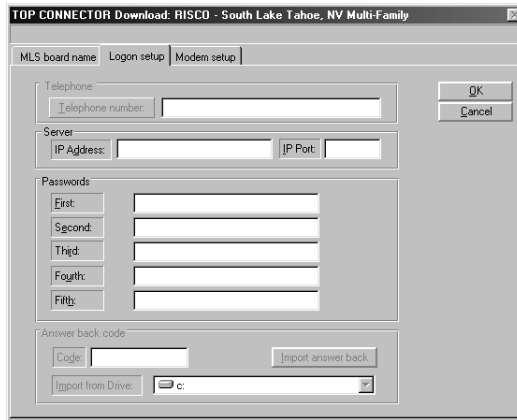 TOP CONNECTOR Download: RISCO - South Lake Tahoe, NV Multi-Family
MLS board name Logon setup Modem setup
Telephone
Telephone number:
OK
Cancel
Server
IP Address: IP Port:
Passwords
First:
Second:
Third:
Fourth:
Fifth:
Answer back code
Code: Import answer back
Import from Drive: c: